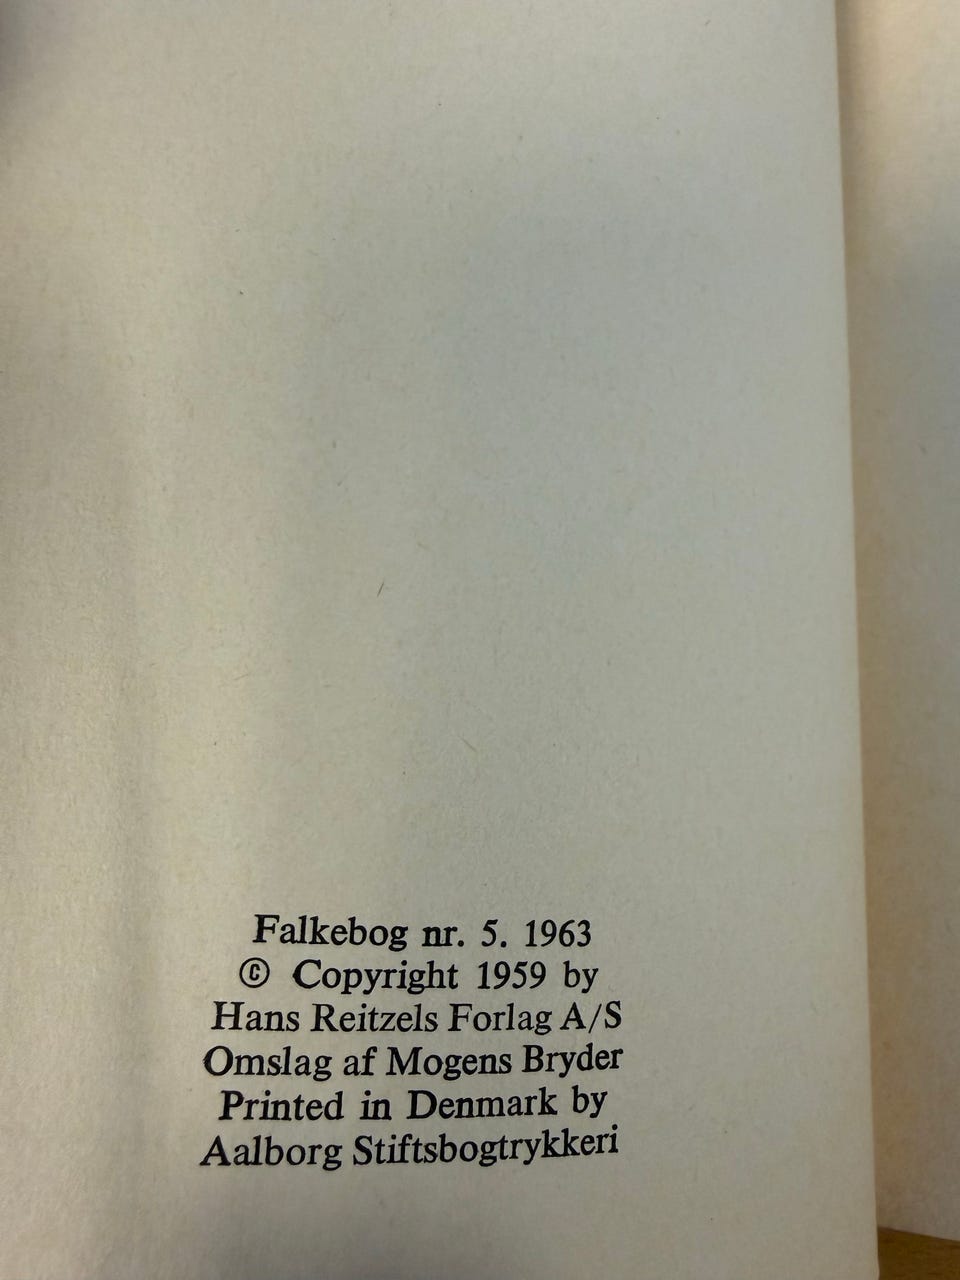 Falkebog nr. 5. 1963
© Copyright 1959 by
Hans Reitzels Forlag A/S
Omslag af Mogens Bryder
Printed in Denmark by
Aalborg Stiftsbogtrykkeri